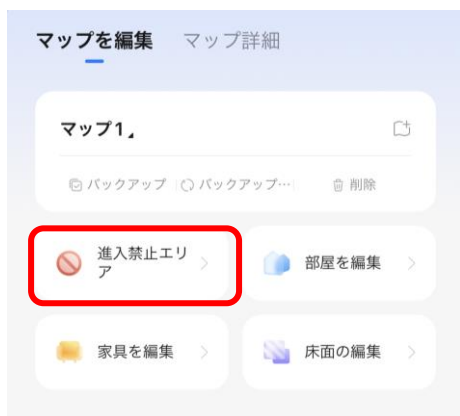 マップを編集 マップ詳細
マップ1
バックアップ バックアップ… 削除
進入禁止エリ
ア
部屋を編集
家具を編集
床面の編集